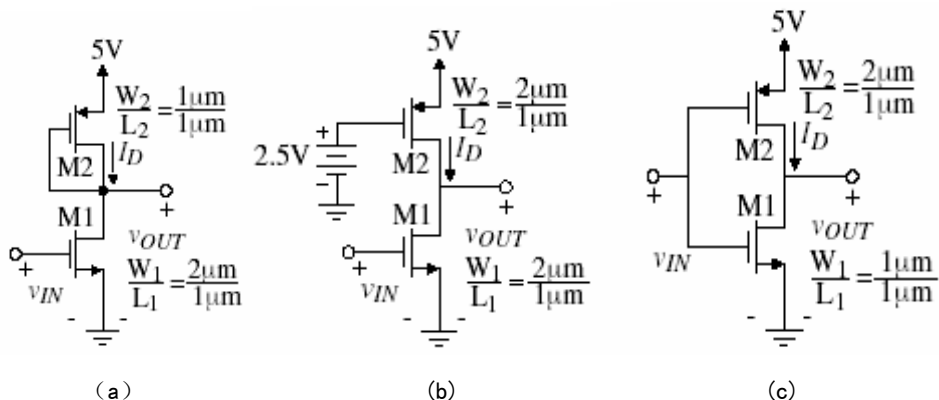 5V
W2/L2 = 1μm/1μm
M2
ID
M1
vOUT
+
+
vIN
W1/L1 = 2μm/1μm
-
-
(a)
5V
W2/L2 = 2μm/1μm
+
2.5V
-
M2
ID
M1
vOUT
+
+
vIN
W1/L1 = 2μm/1μm
-
-
(b)
5V
W2/L2 = 2μm/1μm
M2
ID
M1
vOUT
+
+
vIN
W1/L1 = 1μm/1μm
-
-
(c)